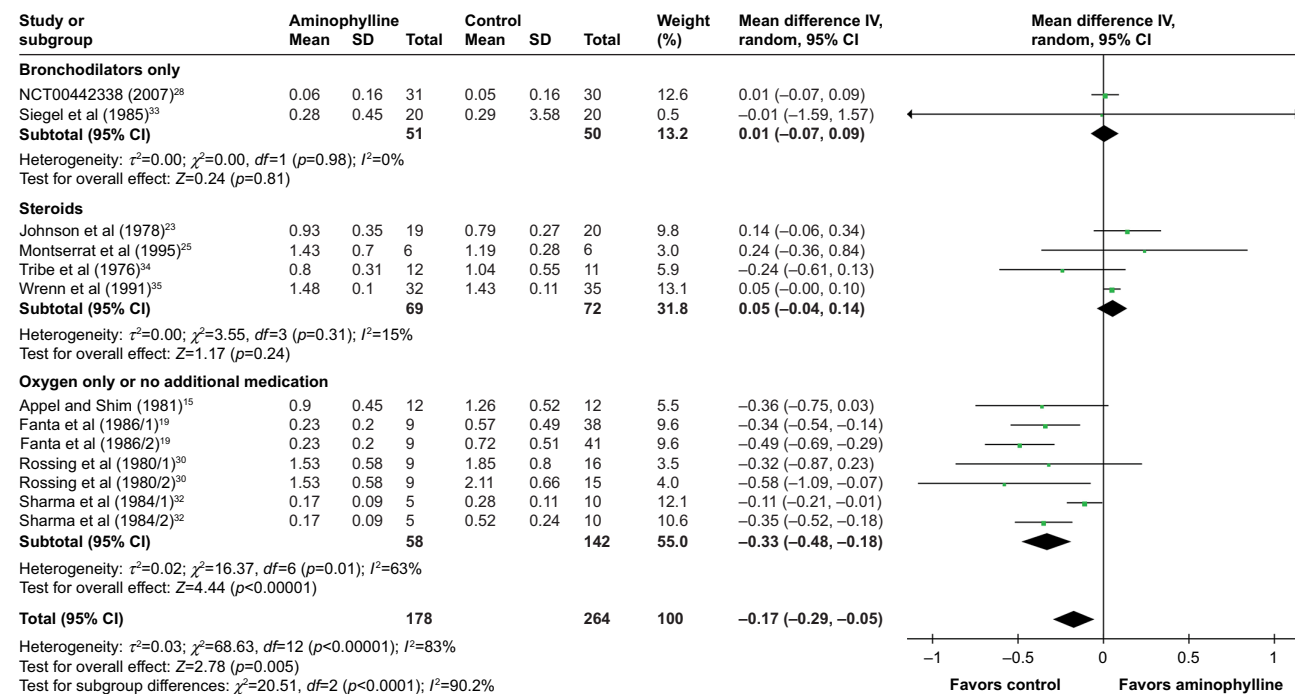 Study or Aminophylline Control Weight Mean difference IV, Mean difference IV,
subgroup Mean SD Total Mean SD Total (%) random, 95% CI random, 95% CI
Bronchodilators only
NCT00442338 (2007)²⁸ 0.06 0.16 31 0.05 0.16 30 12.6 0.01 (–0.07, 0.09)
Siegel et al (1985)³³ 0.28 0.45 20 0.29 3.58 20 0.5 –0.01 (–1.59, 1.57)
Subtotal (95% CI) 51 50 13.2 0.01 (–0.07, 0.09)
Heterogeneity: τ²=0.00; χ²=0.00, df=1 (p=0.98); I²=0%
Test for overall effect: Z=0.24 (p=0.81)
Steroids
Johnson et al (1978)²³ 0.93 0.35 19 0.79 0.27 20 9.8 0.14 (–0.06, 0.34)
Montserrat et al (1995)²⁵ 1.43 0.7 6 1.19 0.28 6 3.0 0.24 (–0.36, 0.84)
Tribe et al (1976)³⁴ 0.8 0.31 12 1.04 0.55 11 5.9 –0.24 (–0.61, 0.13)
Wrenn et al (1991)³⁵ 1.48 0.1 32 1.43 0.11 35 13.1 0.05 (–0.00, 0.10)
Subtotal (95% CI) 69 72 31.8 0.05 (–0.04, 0.14)
Heterogeneity: τ²=0.00; χ²=3.55, df=3 (p=0.31); I²=15%
Test for overall effect: Z=1.17 (p=0.24)
Oxygen only or no additional medication
Appel and Shim (1981)¹⁵ 0.9 0.45 12 1.26 0.52 12 5.5 –0.36 (–0.75, 0.03)
Fanta et al (1986/1)¹⁹ 0.23 0.2 9 0.57 0.49 38 9.6 –0.34 (–0.54, –0.14)
Fanta et al (1986/2)¹⁹ 0.23 0.2 9 0.72 0.51 41 9.6 –0.49 (–0.69, –0.29)
Rossing et al (1980/1)³⁰ 1.53 0.58 9 1.85 0.8 16 3.5 –0.32 (–0.87, 0.23)
Rossing et al (1980/2)³⁰ 1.53 0.58 9 2.11 0.66 15 4.0 –0.58 (–1.09, –0.07)
Sharma et al (1984/1)³² 0.17 0.09 5 0.28 0.11 10 12.1 –0.11 (–0.21, –0.01)
Sharma et al (1984/2)³² 0.17 0.09 5 0.52 0.24 10 10.6 –0.35 (–0.52, –0.18)
Subtotal (95% CI) 58 142 55.0 –0.33 (–0.48, –0.18)
Heterogeneity: τ²=0.02; χ²=16.37, df=6 (p=0.01); I²=63%
Test for overall effect: Z=4.44 (p<0.00001)
Total (95% CI) 178 264 100 –0.17 (–0.29, –0.05)
Heterogeneity: τ²=0.03; χ²=68.63, df=12 (p<0.00001); I²=83%
Test for overall effect: Z=2.78 (p=0.005)
Test for subgroup differences: χ²=20.51, df=2 (p<0.0001); I²=90.2%
–1 –0.5 0 0.5 1
Favors control Favors aminophylline